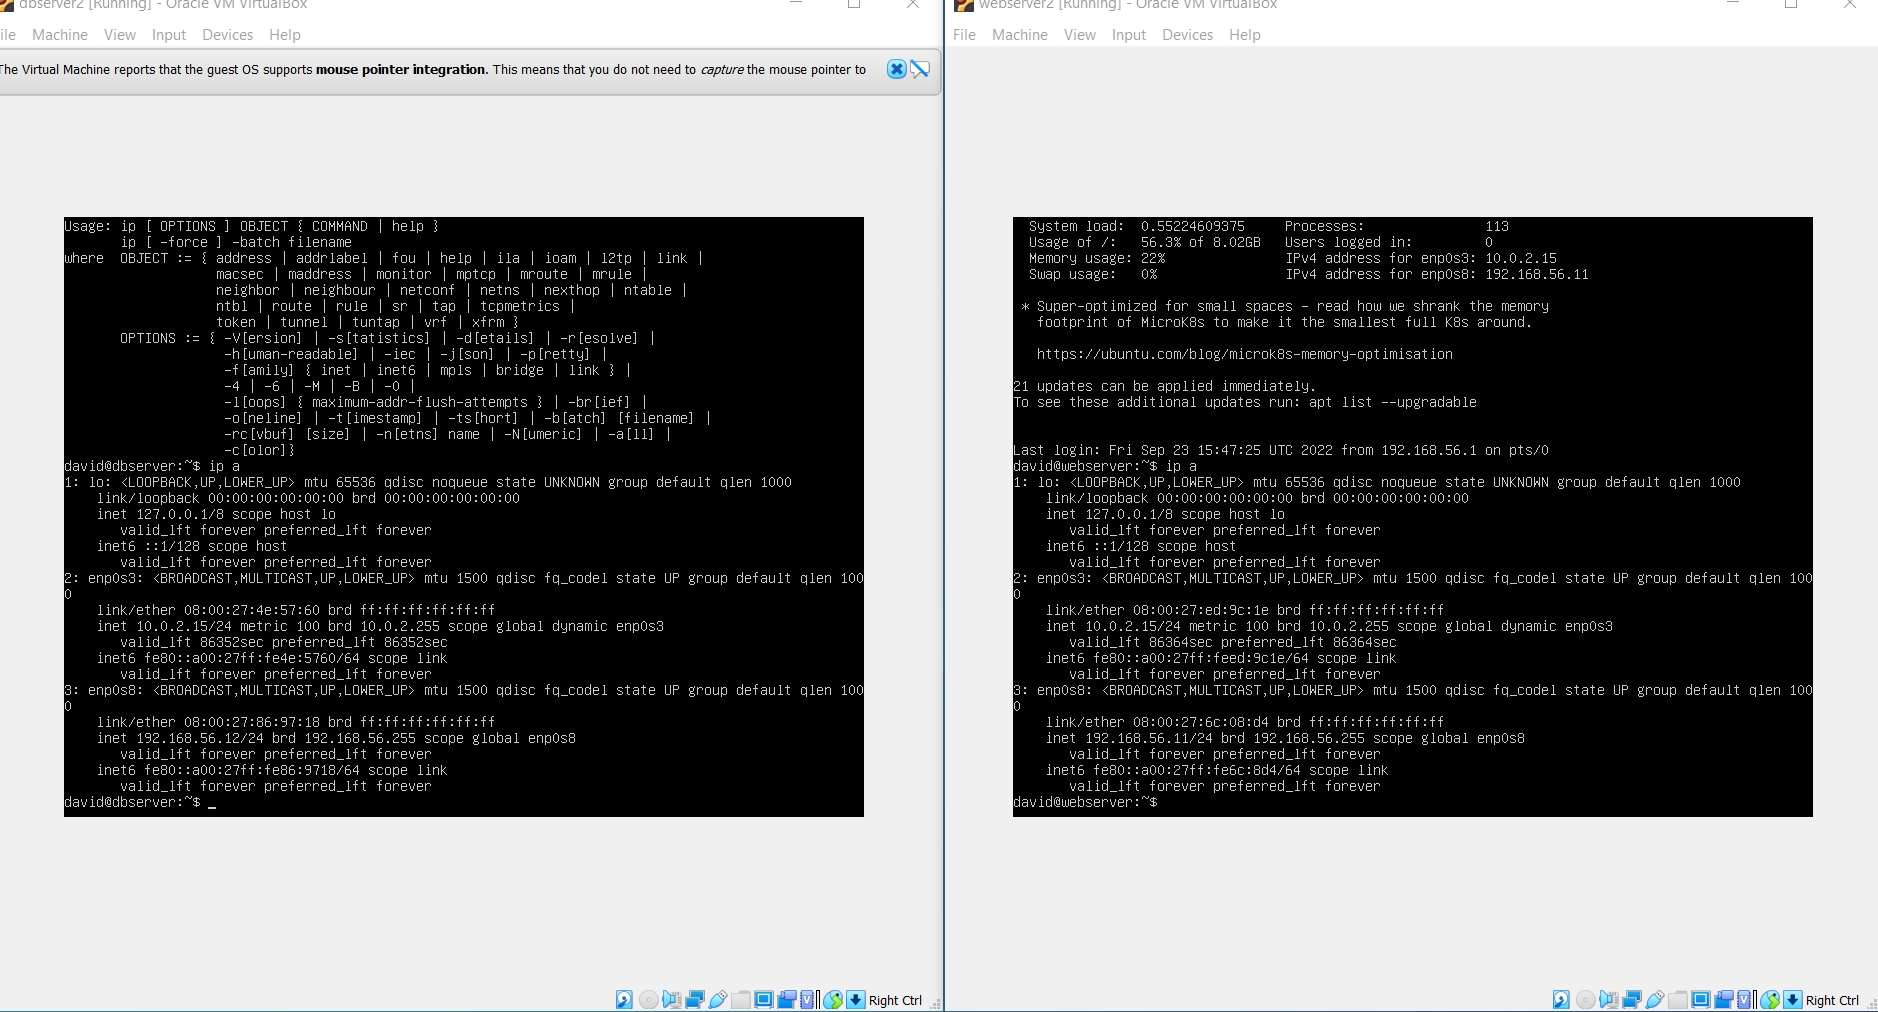 dbserver2 [Running] - Oracle VM VirtualBox
ile Machine View Input Devices Help
The Virtual Machine reports that the guest OS supports mouse pointer integration. This means that you do not need to capture the mouse pointer to
Usage: ip [ OPTIONS ] OBJECT { COMMAND | help }
       ip [ -force ] -batch filename
where  OBJECT := { address | addrlabel | fou | help | ila | ioam | l2tp | link |
                   macsec | maddress | monitor | mptcp | mroute | mrule |
                   neighbor | neighbour | netconf | netns | nexthop | ntable |
                   ntbl | route | rule | sr | tap | tcpmetrics |
                   token | tunnel | tuntap | vrf | xfrm }
       OPTIONS := { -V[ersion] | -s[tatistics] | -d[etails] | -r[esolve] |
                    -h[uman-readable] | -iec | -j[son] | -p[retty] |
                    -f[amily] { inet | inet6 | mpls | bridge | link } |
                    -4 | -6 | -M | -B | -0 |
                    -l[oops] { maximum-addr-flush-attempts } | -br[ief] |
                    -o[neline] | -t[imestamp] | -ts[hort] | -b[atch] [filename] |
                    -rc[vbuf] [size] | -n[etns] name | -N[umeric] | -a[ll] |
                    -c[olor]}
david@dbserver:~$ ip a
1: lo: <LOOPBACK,UP,LOWER_UP> mtu 65536 qdisc noqueue state UNKNOWN group default qlen 1000
    link/loopback 00:00:00:00:00:00 brd 00:00:00:00:00:00
    inet 127.0.0.1/8 scope host lo
       valid_lft forever preferred_lft forever
    inet6 ::1/128 scope host
       valid_lft forever preferred_lft forever
2: enp0s3: <BROADCAST,MULTICAST,UP,LOWER_UP> mtu 1500 qdisc fq_codel state UP group default qlen 100
0
    link/ether 08:00:27:4e:57:60 brd ff:ff:ff:ff:ff:ff
    inet 10.0.2.15/24 metric 100 brd 10.0.2.255 scope global dynamic enp0s3
       valid_lft 86352sec preferred_lft 86352sec
    inet6 fe80::a00:27ff:fe4e:5760/64 scope link
       valid_lft forever preferred_lft forever
3: enp0s8: <BROADCAST,MULTICAST,UP,LOWER_UP> mtu 1500 qdisc fq_codel state UP group default qlen 100
0
    link/ether 08:00:27:86:97:18 brd ff:ff:ff:ff:ff:ff
    inet 192.168.56.12/24 brd 192.168.56.255 scope global enp0s8
       valid_lft forever preferred_lft forever
    inet6 fe80::a00:27ff:fe86:9718/64 scope link
       valid_lft forever preferred_lft forever
david@dbserver:~$ _
Right Ctrl
webserver2 [Running] - Oracle VM VirtualBox
File Machine View Input Devices Help
  System load:  0.55224609375     Processes:               113
  Usage of /:   56.3% of 8.02GB   Users logged in:         0
  Memory usage: 22%               IPv4 address for enp0s3: 10.0.2.15
  Swap usage:   0%                IPv4 address for enp0s8: 192.168.56.11
 * Super-optimized for small spaces - read how we shrank the memory
   footprint of MicroK8s to make it the smallest full K8s around.
   https://ubuntu.com/blog/microk8s-memory-optimisation
21 updates can be applied immediately.
To see these additional updates run: apt list --upgradable
Last login: Fri Sep 23 15:47:25 UTC 2022 from 192.168.56.1 on pts/0
david@webserver:~$ ip a
1: lo: <LOOPBACK,UP,LOWER_UP> mtu 65536 qdisc noqueue state UNKNOWN group default qlen 1000
    link/loopback 00:00:00:00:00:00 brd 00:00:00:00:00:00
    inet 127.0.0.1/8 scope host lo
       valid_lft forever preferred_lft forever
    inet6 ::1/128 scope host
       valid_lft forever preferred_lft forever
2: enp0s3: <BROADCAST,MULTICAST,UP,LOWER_UP> mtu 1500 qdisc fq_codel state UP group default qlen 100
0
    link/ether 08:00:27:ed:9c:1e brd ff:ff:ff:ff:ff:ff
    inet 10.0.2.15/24 metric 100 brd 10.0.2.255 scope global dynamic enp0s3
       valid_lft 86364sec preferred_lft 86364sec
    inet6 fe80::a00:27ff:feed:9c1e/64 scope link
       valid_lft forever preferred_lft forever
3: enp0s8: <BROADCAST,MULTICAST,UP,LOWER_UP> mtu 1500 qdisc fq_codel state UP group default qlen 100
0
    link/ether 08:00:27:6c:08:d4 brd ff:ff:ff:ff:ff:ff
    inet 192.168.56.11/24 brd 192.168.56.255 scope global enp0s8
       valid_lft forever preferred_lft forever
    inet6 fe80::a00:27ff:fe6c:8d4/64 scope link
       valid_lft forever preferred_lft forever
david@webserver:~$
Right Ctrl